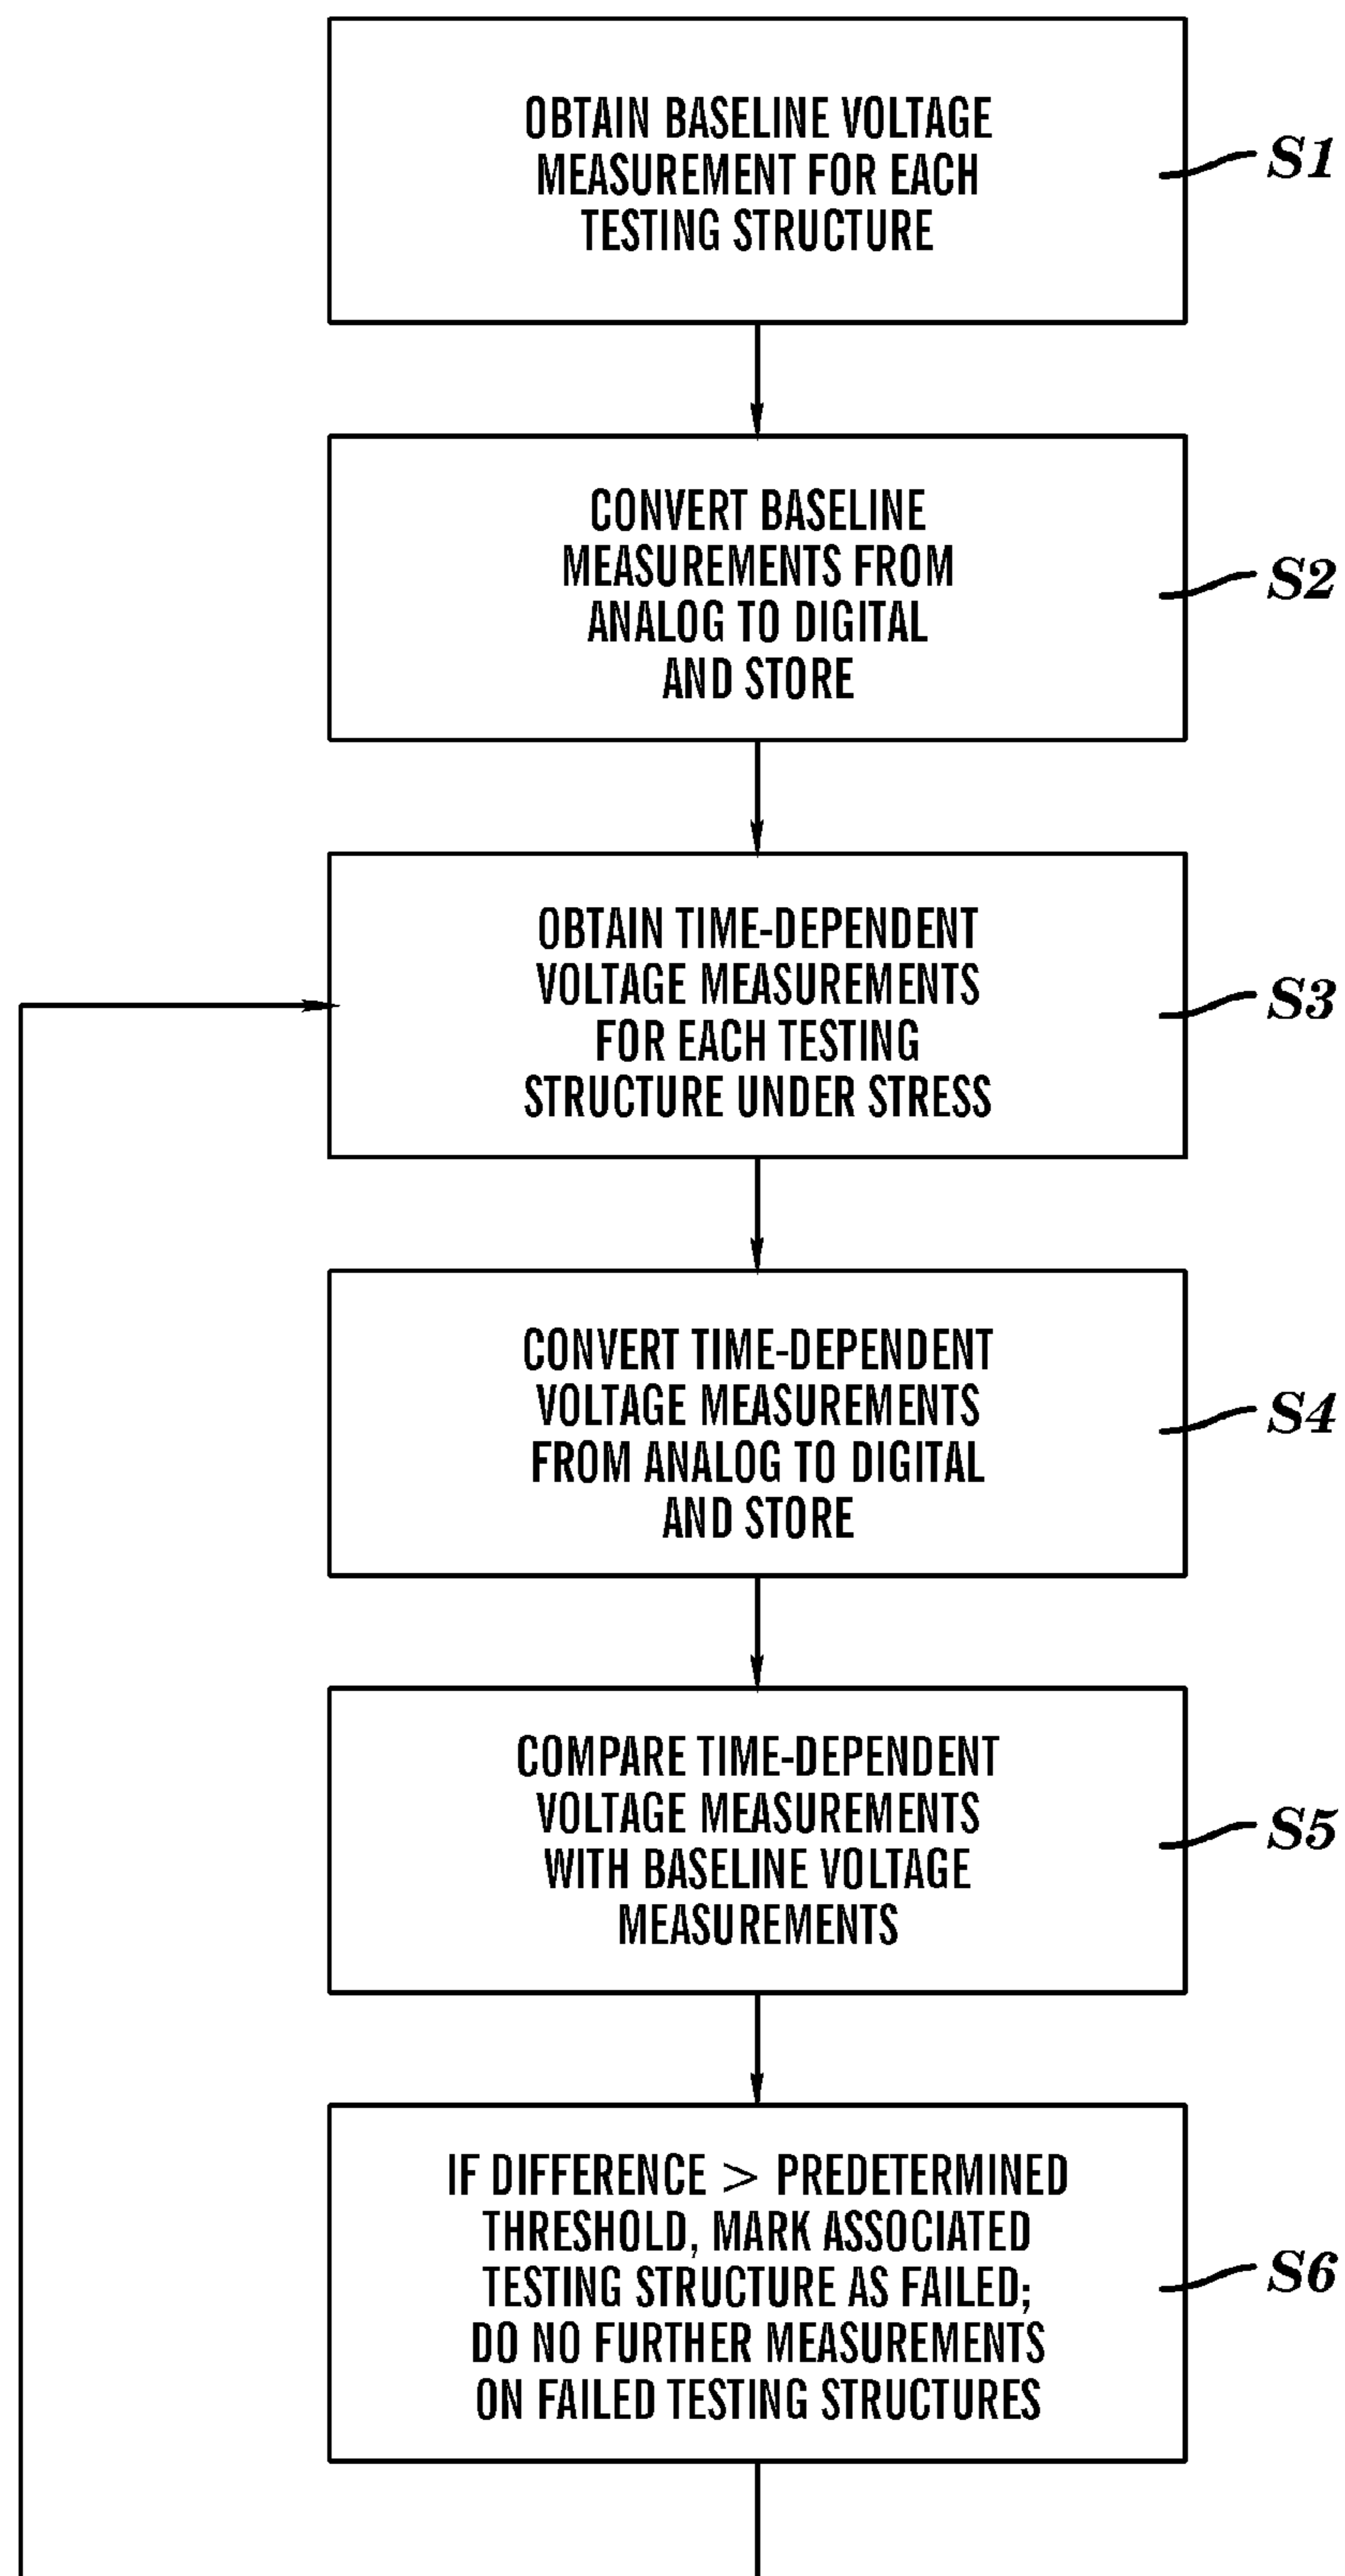 OBTAIN BASELINE VOLTAGE
MEASUREMENT FOR EACH
TESTING STRUCTURE
S1
CONVERT BASELINE
MEASUREMENTS FROM
ANALOG TO DIGITAL
AND STORE
S2
OBTAIN TIME-DEPENDENT
VOLTAGE MEASUREMENTS
FOR EACH TESTING
STRUCTURE UNDER STRESS
S3
CONVERT TIME-DEPENDENT
VOLTAGE MEASUREMENTS
FROM ANALOG TO DIGITAL
AND STORE
S4
COMPARE TIME-DEPENDENT
VOLTAGE MEASUREMENTS
WITH BASELINE VOLTAGE
MEASUREMENTS
S5
IF DIFFERENCE > PREDETERMINED
THRESHOLD, MARK ASSOCIATED
TESTING STRUCTURE AS FAILED;
DO NO FURTHER MEASUREMENTS
ON FAILED TESTING STRUCTURES
S6